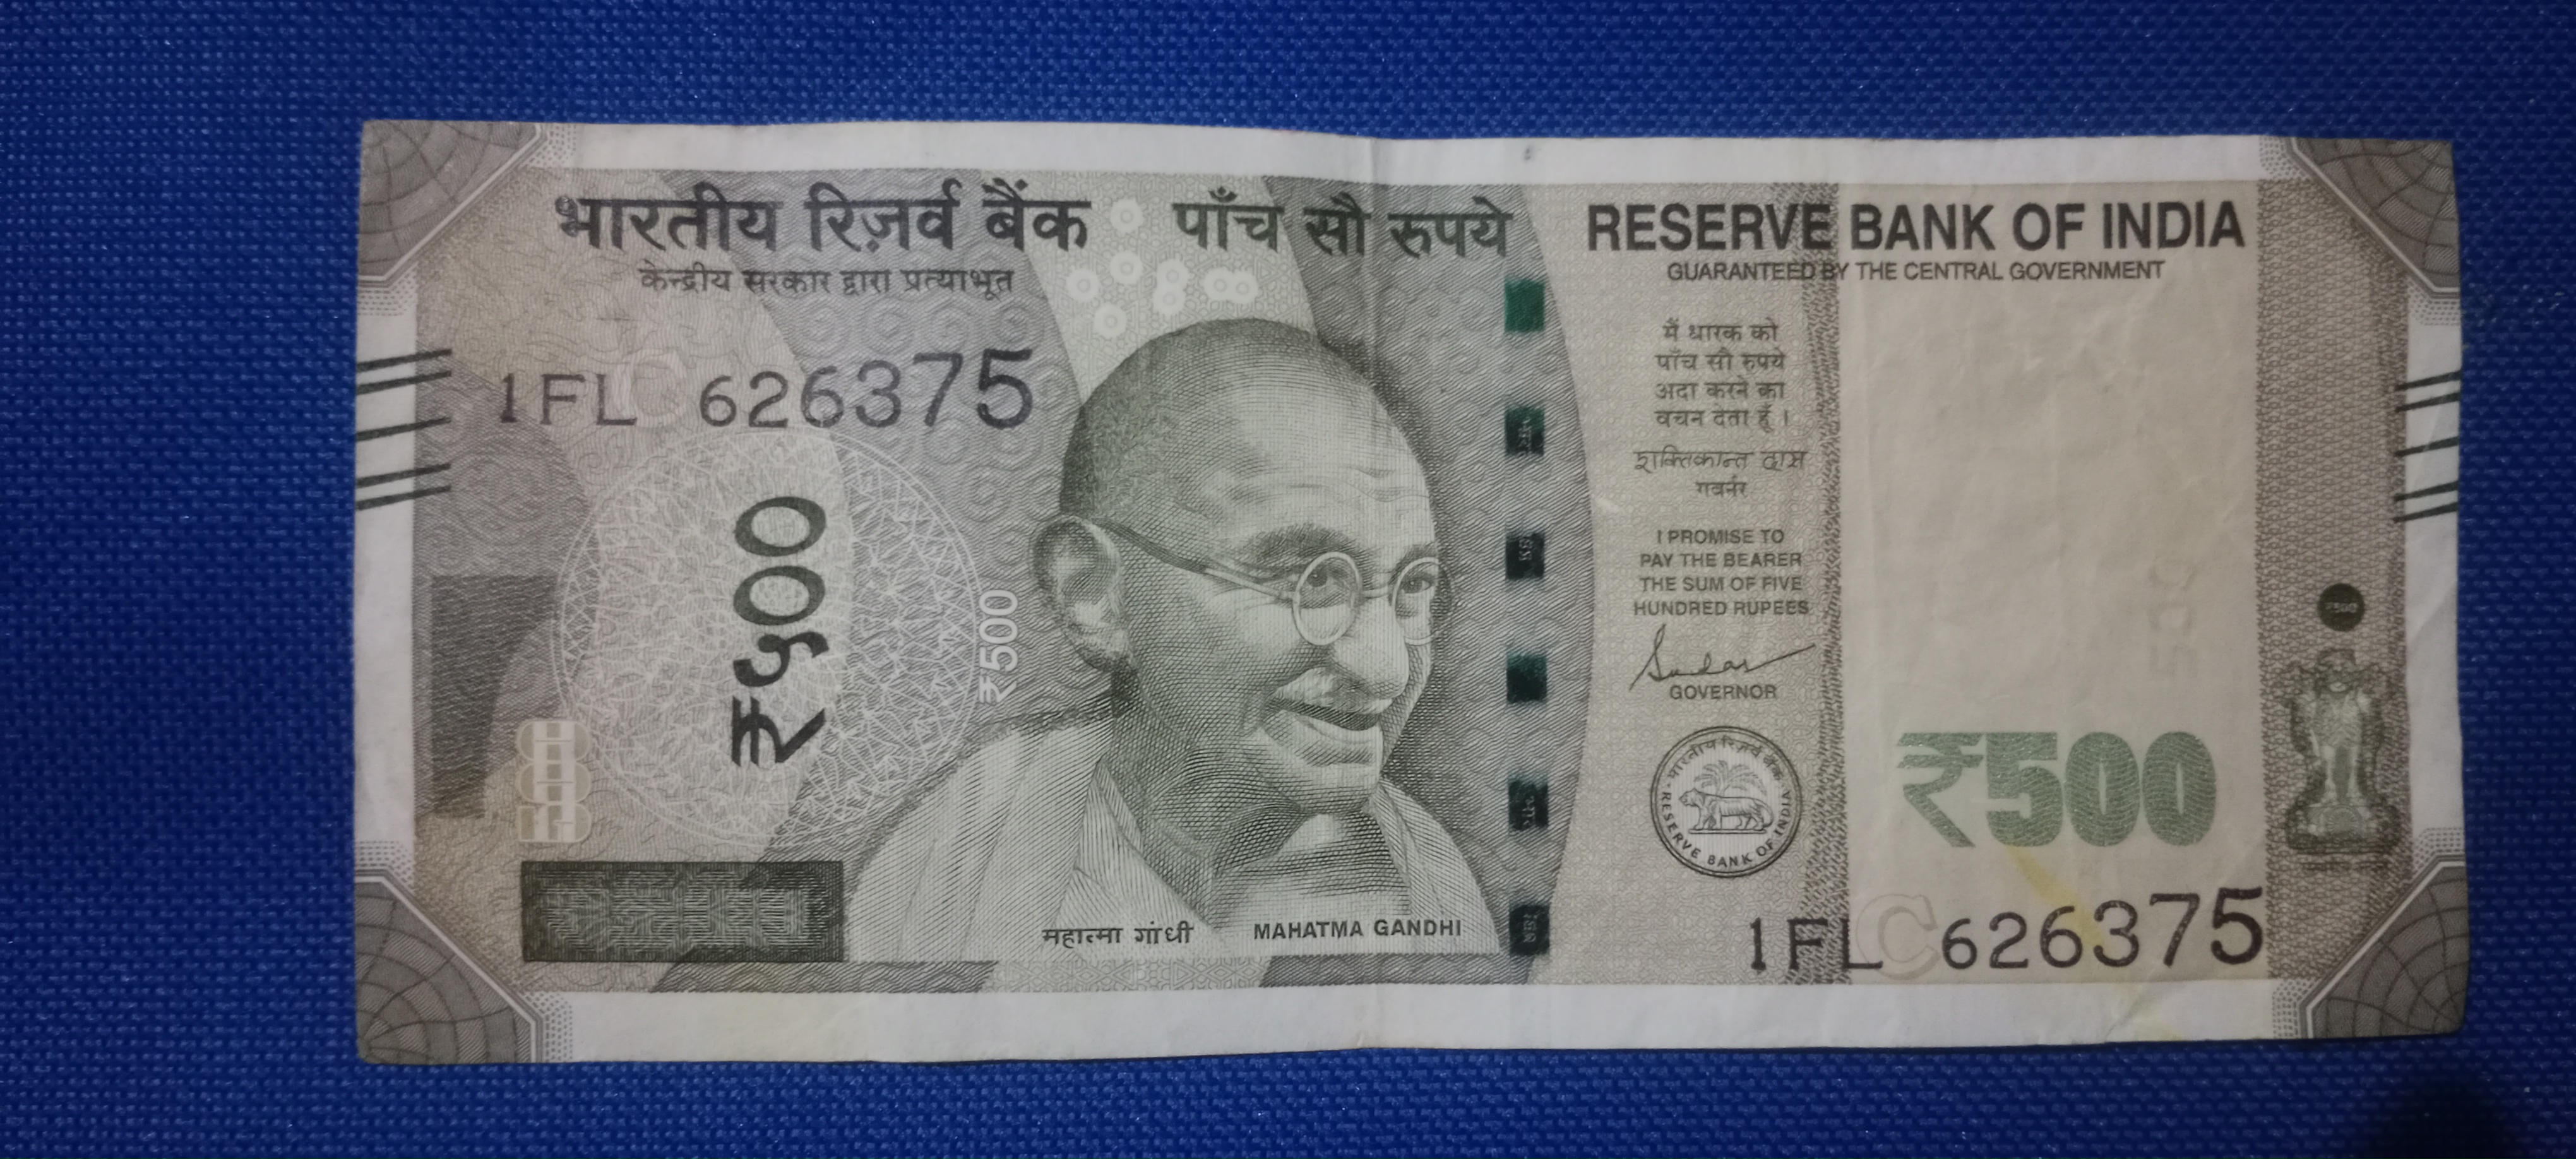 भारतीय रिज़र्व बैंक
केन्द्रीय सरकार द्वारा प्रत्याभूत
पाँच सौ रुपये
RESERVE BANK OF INDIA
GUARANTEED BY THE CENTRAL GOVERNMENT
1FL 626375
₹५००
₹500
मैं धारक को
पाँच सौ रुपये
अदा करने का
वचन देता हूँ ।
शक्तिकान्त दास
गवर्नर
I PROMISE TO
PAY THE BEARER
THE SUM OF FIVE
HUNDRED RUPEES
GOVERNOR
भारतीय रिज़र्व बैंक
RESERVE BANK OF INDIA
₹500
₹500
महात्मा गांधी
MAHATMA GANDHI
1FL 626375